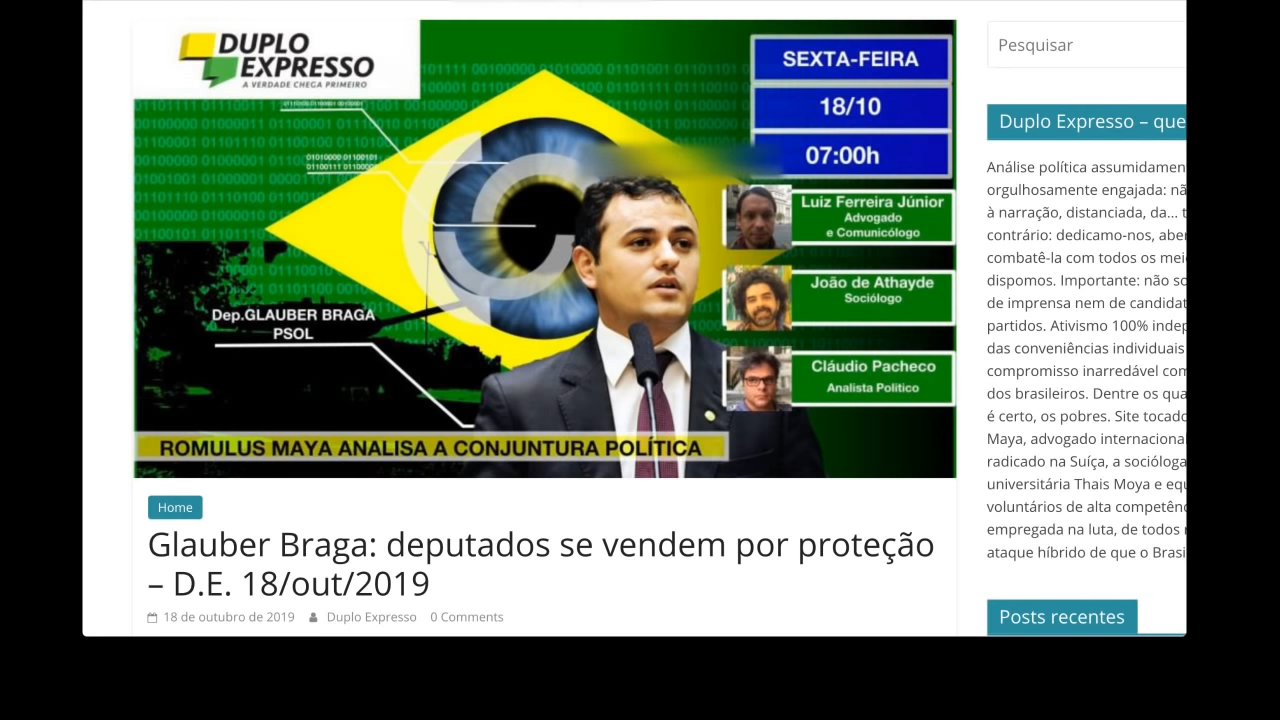 DUPLO
EXPRESSO
A VERDADE CHEGA PRIMEIRO
SEXTA-FEIRA
18/10
07:00h
Luiz Ferreira Júnior
Advogado
e Comunicólogo
João de Athayde
Sociólogo
Cláudio Pacheco
Analista Político
Dep.GLAUBER BRAGA
PSOL
01010000 01100101
ROMULUS MAYA ANALISA A CONJUNTURA POLÍTICA
Home
Glauber Braga: deputados se vendem por proteção
– D.E. 18/out/2019
18 de outubro de 2019 Duplo Expresso 0 Comments
Pesquisar
Duplo Expresso – que
Análise política assumidamen
orgulhosamente engajada: nã
à narração, distanciada, da... t
contrário: dedicamo-nos, aber
combatê-la com todos os mei
dispomos. Importante: não so
de imprensa nem de candidat
partidos. Ativismo 100% indep
das conveniências individuais
compromisso inarredável com
dos brasileiros. Dentre os qua
é certo, os pobres. Site tocado
Maya, advogado internaciona
radicado na Suíça, a socióloga
universitária Thais Moya e equ
voluntários de alta competênc
empregada na luta, de todos
ataque híbrido de que o Brasi
Posts recentes